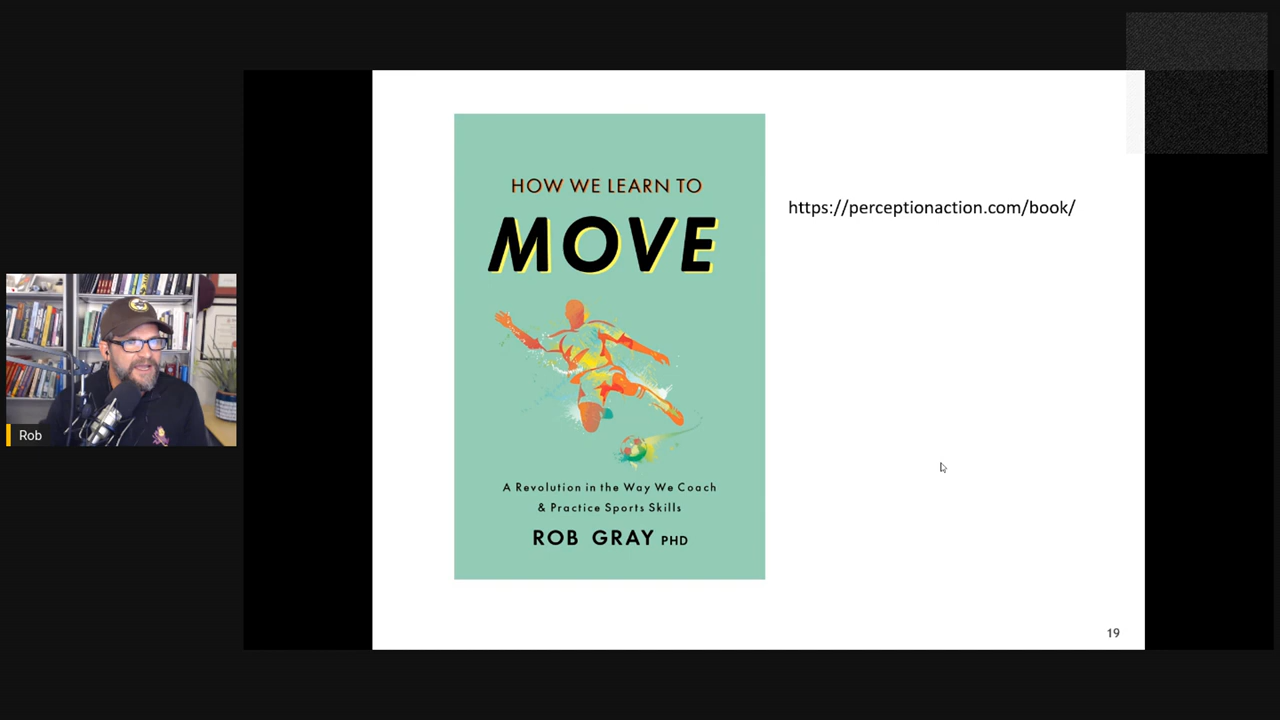 HOW WE LEARN TO
MOVE
A Revolution in the Way We Coach
& Practice Sports Skills
ROB GRAY PHD
https://perceptionaction.com/book/
Rob
19